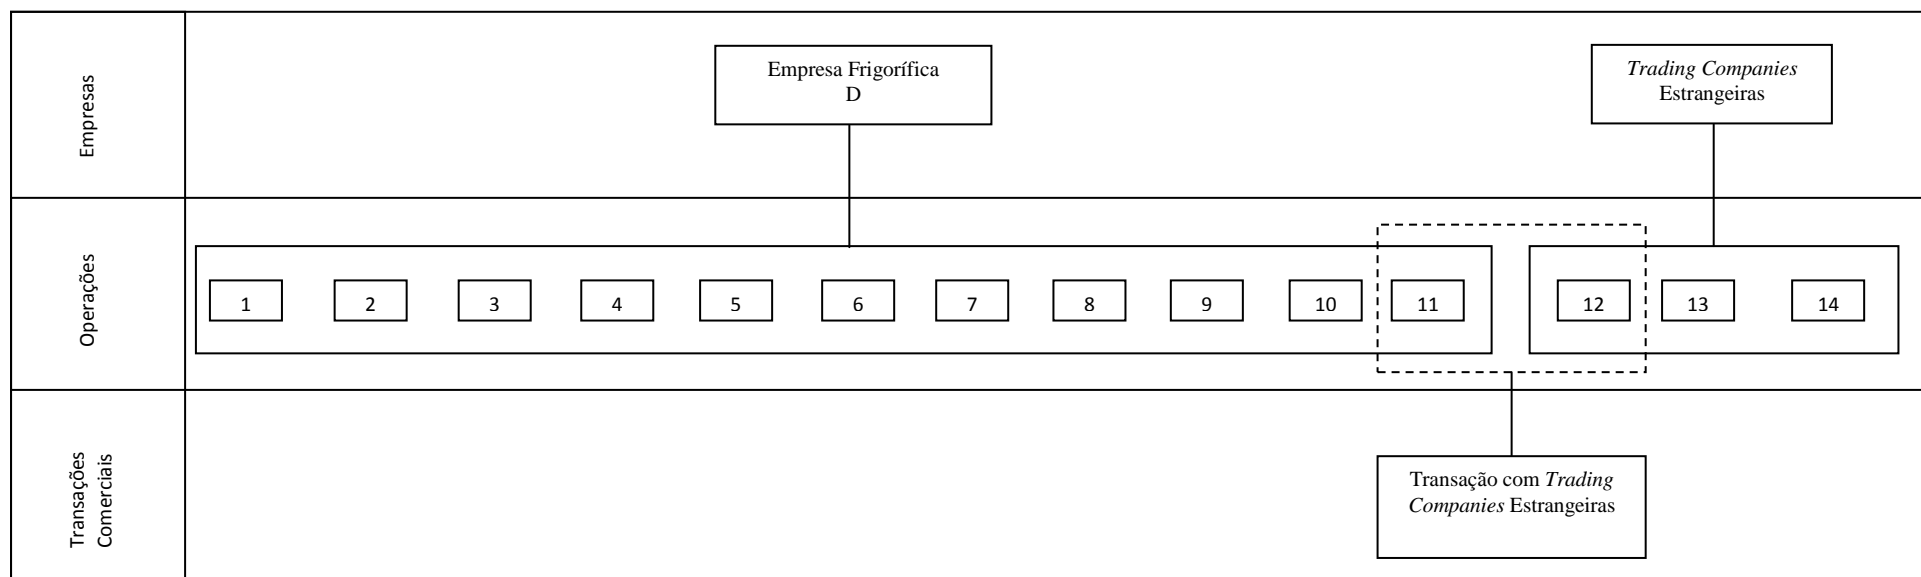 Empresas
Empresa Frigorífica
D
Trading Companies
Estrangeiras
Operações
1
2
3
4
5
6
7
8
9
10
11
12
13
14
Transações
Comerciais
Transação com Trading
Companies Estrangeiras